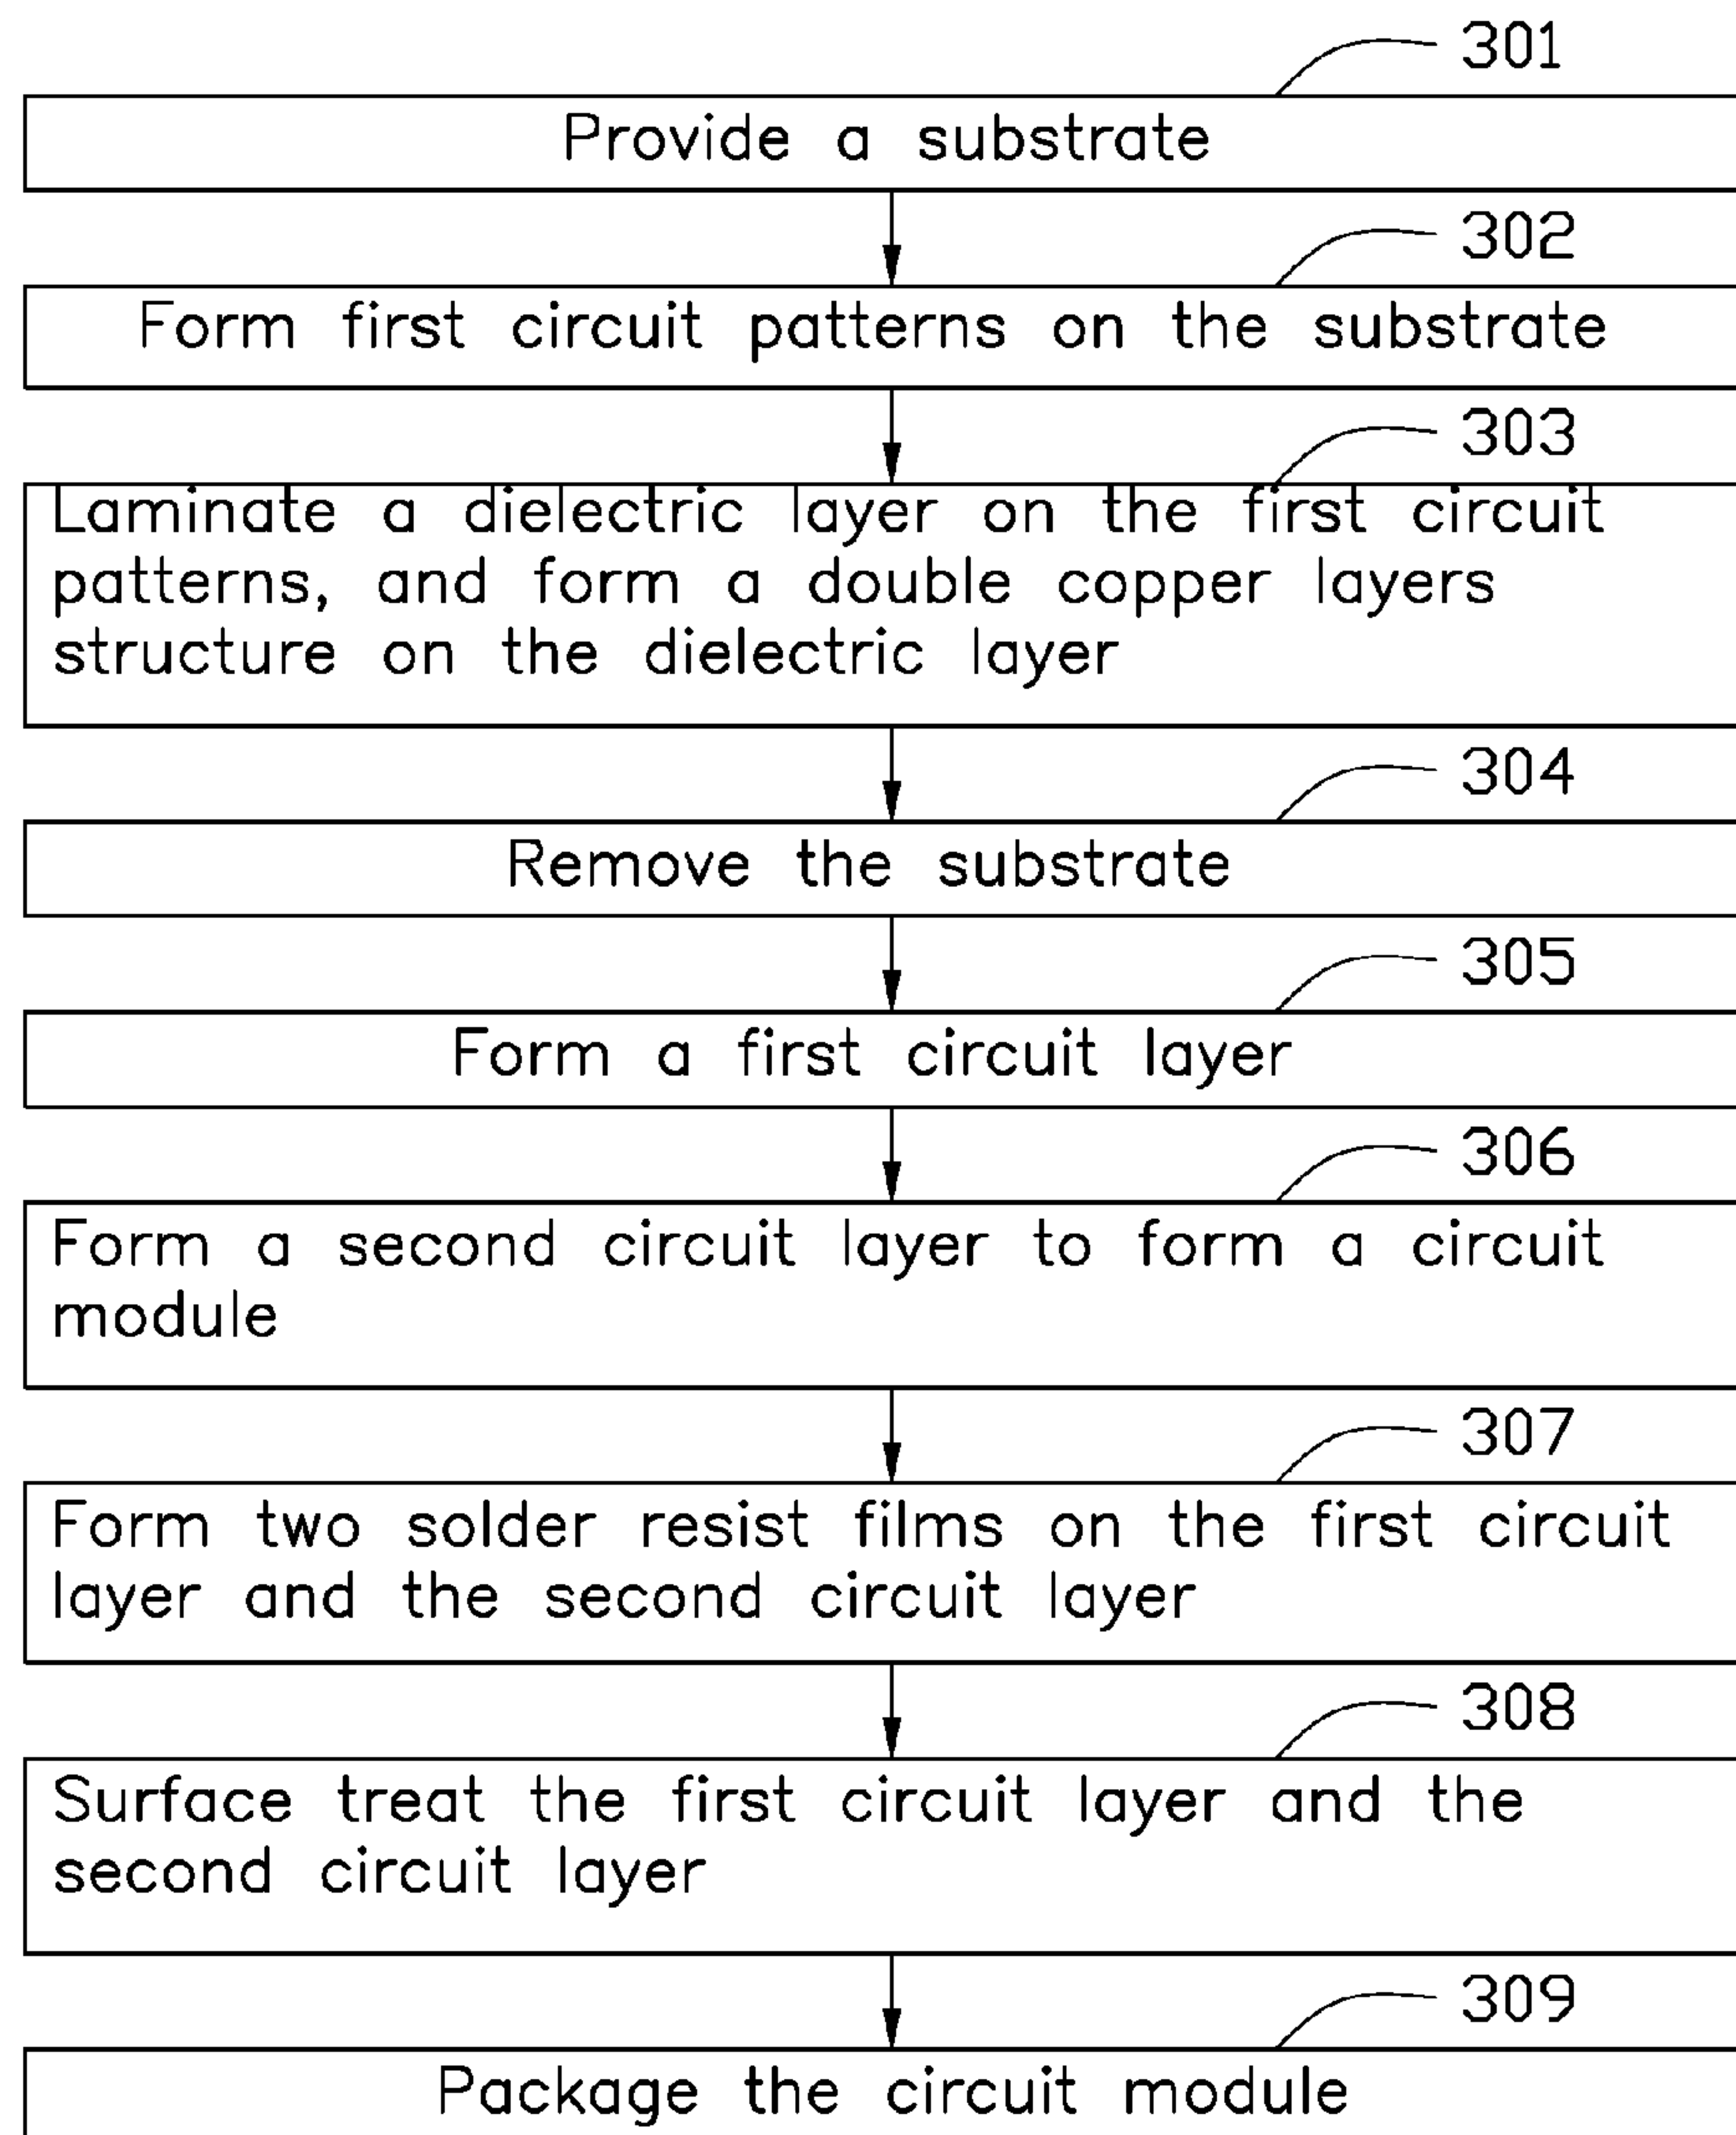 301
Provide a substrate
302
Form first circuit patterns on the substrate
303
Laminate a dielectric layer on the first circuit
patterns, and form a double copper layers
structure on the dielectric layer
304
Remove the substrate
305
Form a first circuit layer
306
Form a second circuit layer to form a circuit
module
307
Form two solder resist films on the first circuit
layer and the second circuit layer
308
Surface treat the first circuit layer and the
second circuit layer
309
Package the circuit module